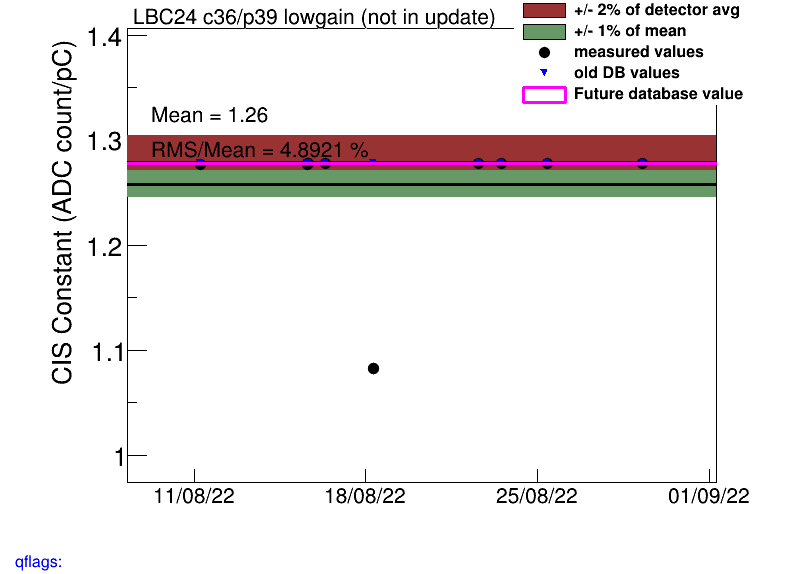 LBC24 c36/p39 lowgain (not in update)
+/- 2% of detector avg
+/- 1% of mean
measured values
old DB values
Future database value
CIS Constant (ADC count/pC)
1.4
1.3
1.2
1.1
1
Mean = 1.26
RMS/Mean = 4.8921 %
11/08/22
18/08/22
25/08/22
01/09/22
qflags: